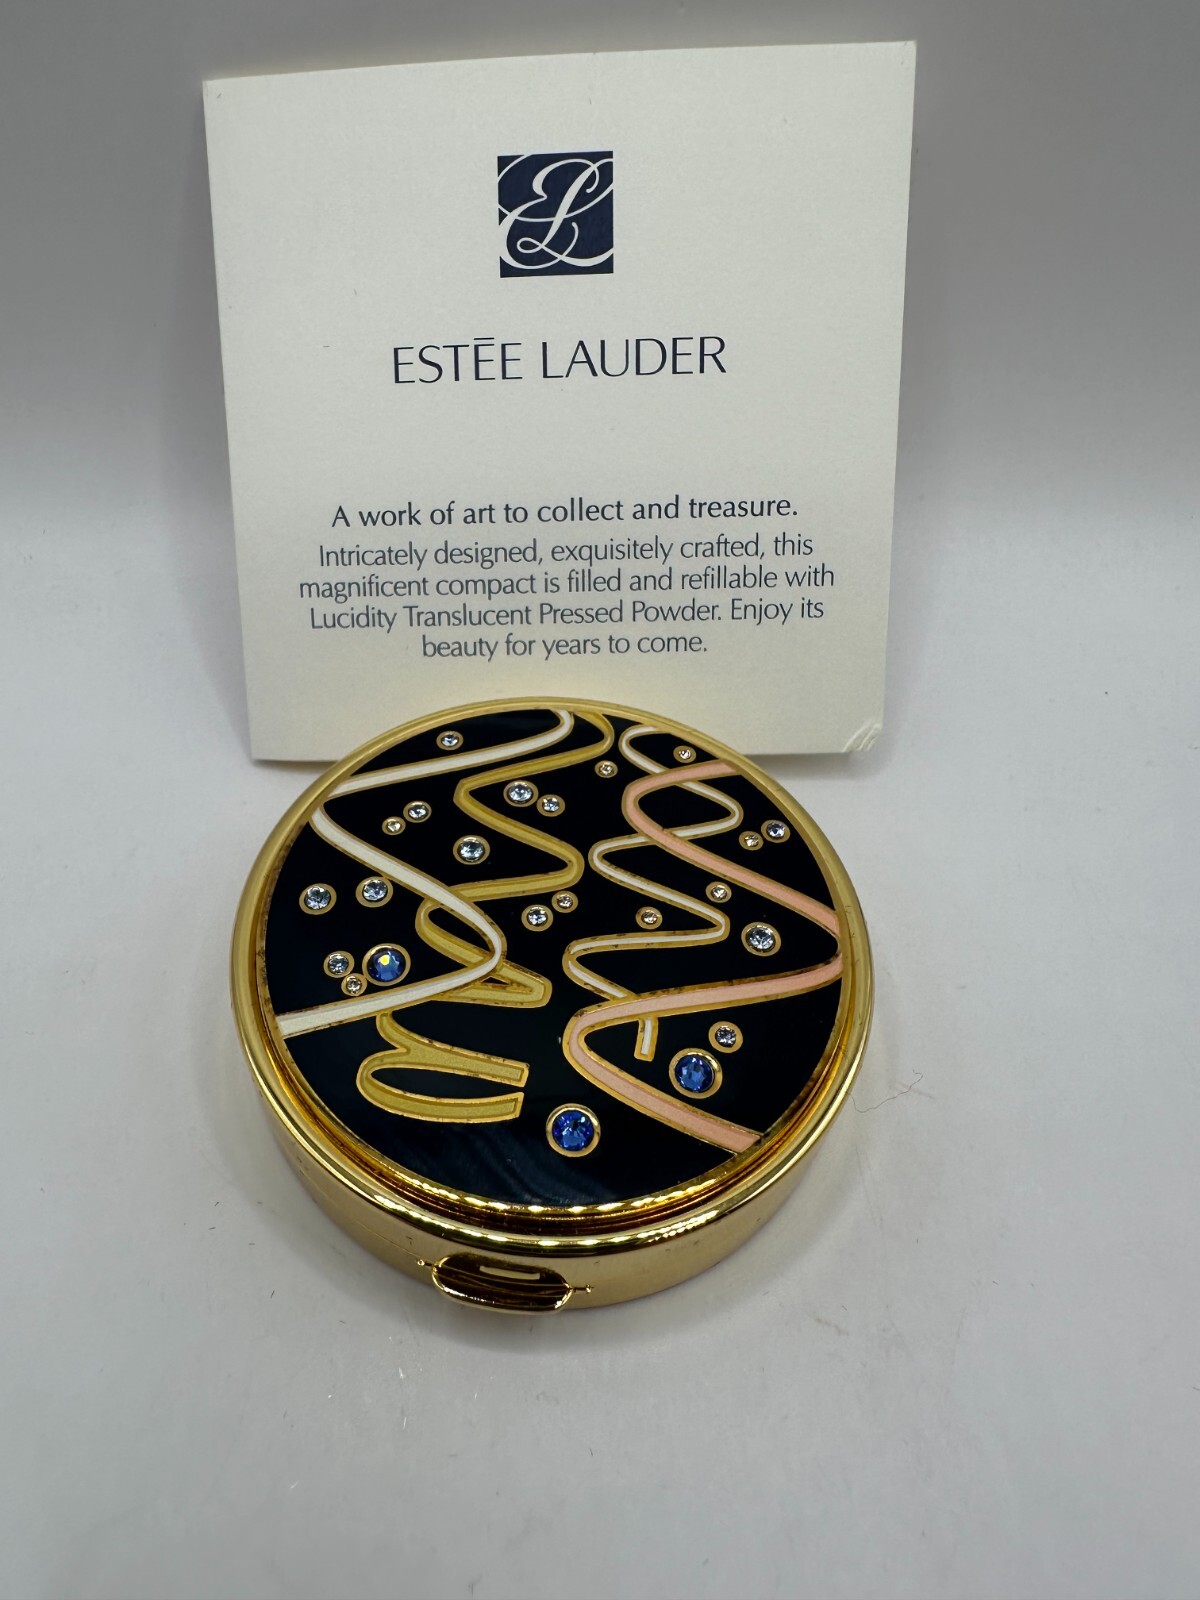 EL
ESTĒE LAUDER
A work of art to collect and treasure.
Intricately designed, exquisitely crafted, this
magnificent compact is filled and refillable with
Lucidity Translucent Pressed Powder. Enjoy its
beauty for years to come.